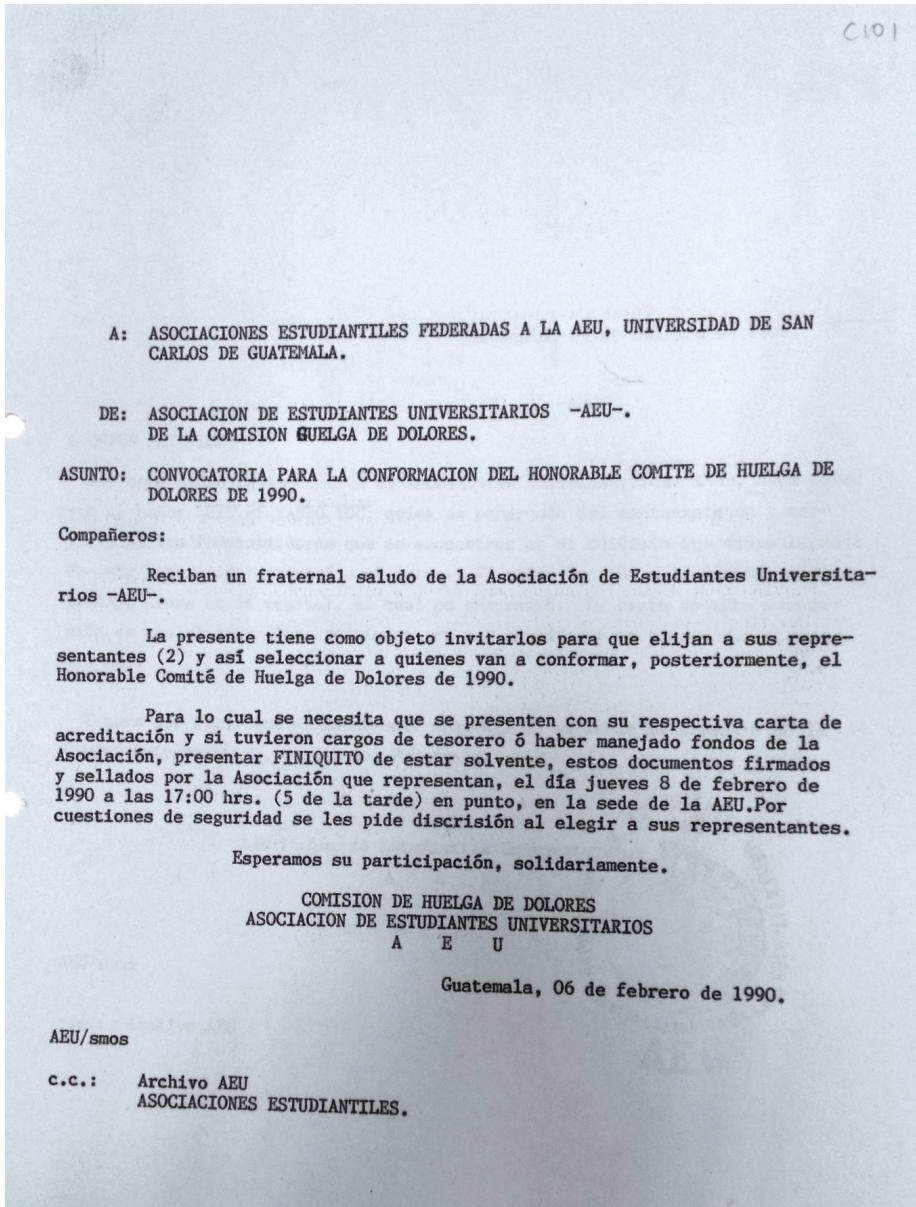 C101
A: ASOCIACIONES ESTUDIANTILES FEDERADAS A LA AEU, UNIVERSIDAD DE SAN
CARLOS DE GUATEMALA.
DE: ASOCIACION DE ESTUDIANTES UNIVERSITARIOS -AEU-.
DE LA COMISION GUELGA DE DOLORES.
ASUNTO: CONVOCATORIA PARA LA CONFORMACION DEL HONORABLE COMITE DE HUELGA DE
DOLORES DE 1990.
Compañeros:
Reciban un fraternal saludo de la Asociación de Estudiantes Universita-
rios -AEU-.
La presente tiene como objeto invitarlos para que elijan a sus repre-
sentantes (2) y así seleccionar a quienes van a conformar, posteriormente, el
Honorable Comité de Huelga de Dolores de 1990.
Para lo cual se necesita que se presenten con su respectiva carta de
acreditación y si tuvieron cargos de tesorero ó haber manejado fondos de la
Asociación, presentar FINIQUITO de estar solvente, estos documentos firmados
y sellados por la Asociación que representan, el día jueves 8 de febrero de
1990 a las 17:00 hrs. (5 de la tarde) en punto, en la sede de la AEU.Por
cuestiones de seguridad se les pide discrisión al elegir a sus representantes.
Esperamos su participación, solidariamente.
COMISION DE HUELGA DE DOLORES
ASOCIACION DE ESTUDIANTES UNIVERSITARIOS
A E U
Guatemala, 06 de febrero de 1990.
AEU/smos
c.c.: Archivo AEU
ASOCIACIONES ESTUDIANTILES.